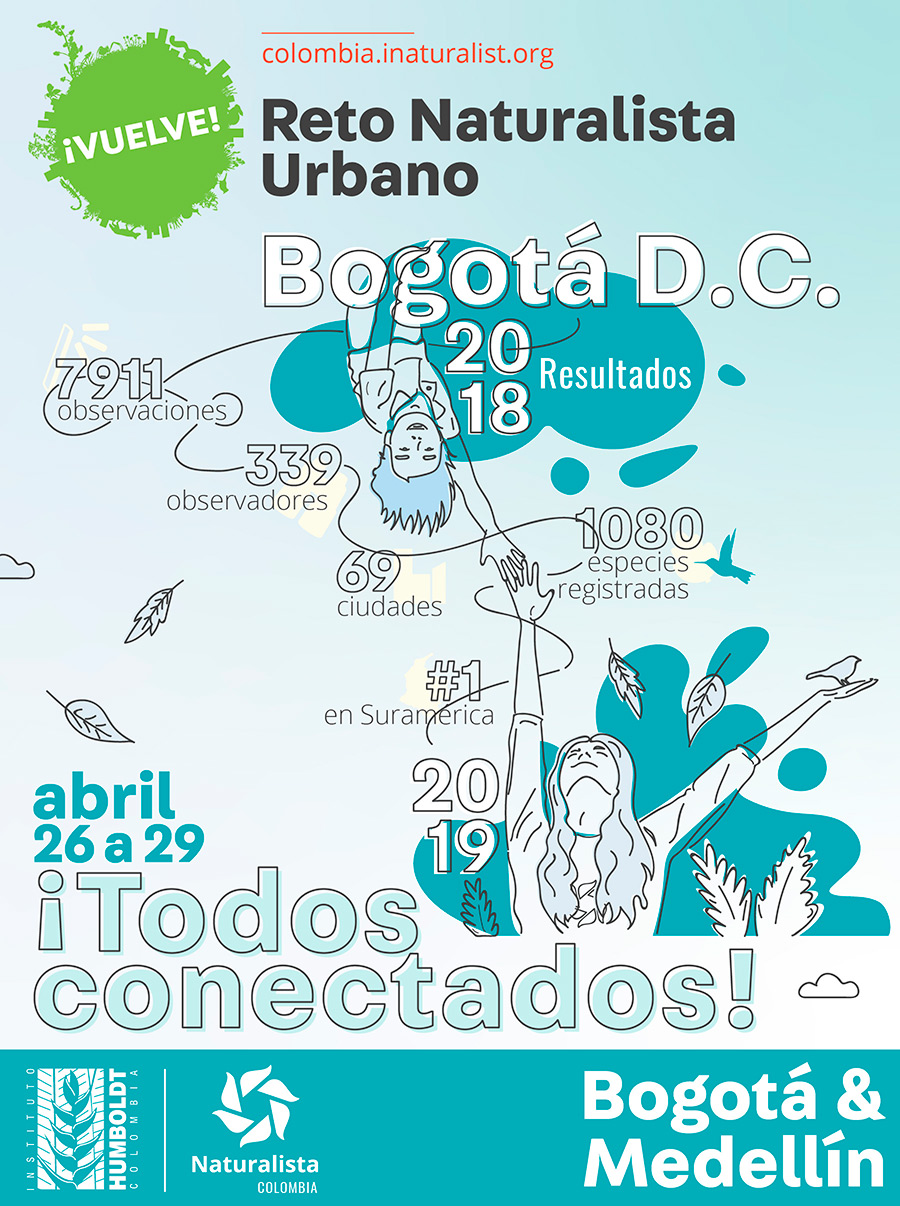 colombia.inaturalist.org
¡VUELVE!
Reto Naturalista
Urbano
Bogotá D.C.
20
18
Resultados
7911
observaciones
339
observadores
1080
especies
registradas
69
ciudades
#1
en Suramérica
20
19
abril
26 a 29
¡Todos
conectados!
INSTITUTO
HUMBOLDT
COLOMBIA
Naturalista
COLOMBIA
Bogotá &
Medellín